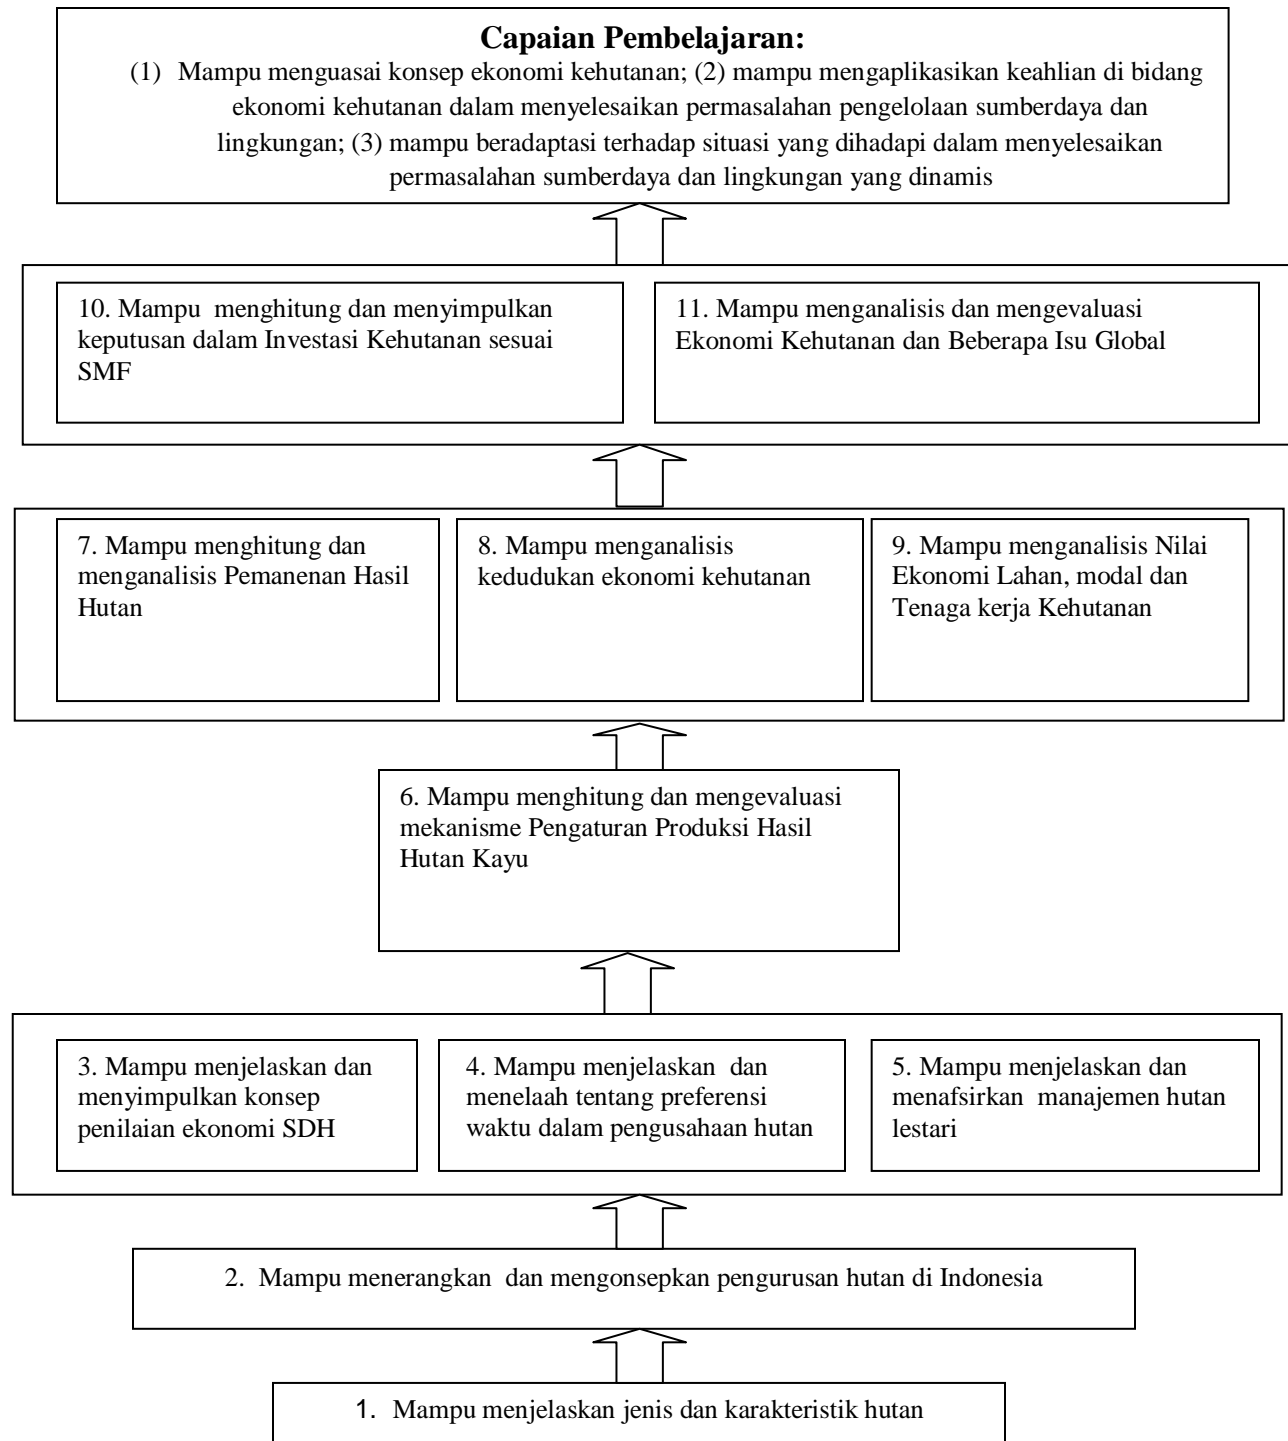 Capaian Pembelajaran:
(1) Mampu menguasai konsep ekonomi kehutanan; (2) mampu mengaplikasikan keahlian di bidang
ekonomi kehutanan dalam menyelesaikan permasalahan pengelolaan sumberdaya dan
lingkungan; (3) mampu beradaptasi terhadap situasi yang dihadapi dalam menyelesaikan
permasalahan sumberdaya dan lingkungan yang dinamis
10. Mampu menghitung dan menyimpulkan
keputusan dalam Investasi Kehutanan sesuai
SMF
11. Mampu menganalisis dan mengevaluasi
Ekonomi Kehutanan dan Beberapa Isu Global
7. Mampu menghitung dan
menganalisis Pemanenan Hasil
Hutan
8. Mampu menganalisis
kedudukan ekonomi kehutanan
9. Mampu menganalisis Nilai
Ekonomi Lahan, modal dan
Tenaga kerja Kehutanan
6. Mampu menghitung dan mengevaluasi
mekanisme Pengaturan Produksi Hasil
Hutan Kayu
3. Mampu menjelaskan dan
menyimpulkan konsep
penilaian ekonomi SDH
4. Mampu menjelaskan dan
menelaah tentang preferensi
waktu dalam pengusahaan hutan
5. Mampu menjelaskan dan
menafsirkan manajemen hutan
lestari
2. Mampu menerangkan dan mengonsepkan pengurusan hutan di Indonesia
1. Mampu menjelaskan jenis dan karakteristik hutan